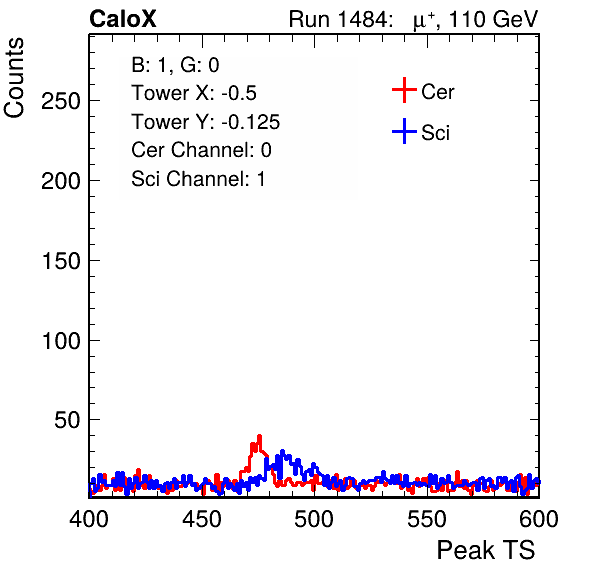 CaloX Run 1484: μ⁺, 110 GeV
Counts
B: 1, G: 0
Tower X: -0.5
Tower Y: -0.125
Cer Channel: 0
Sci Channel: 1
Cer
Sci
250
200
150
100
50
400 450 500 550 600
Peak TS